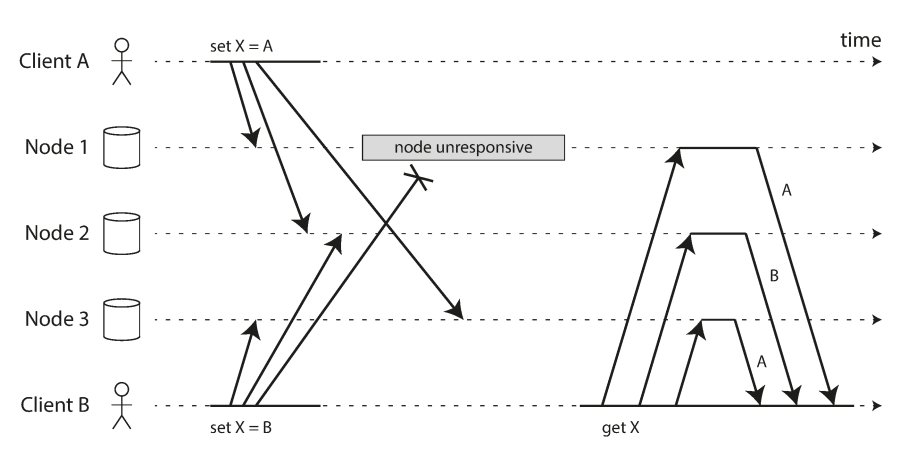 set X = A
time
Client A
Node 1
node unresponsive
A
Node 2
B
Node 3
A
Client B
set X = B
get X